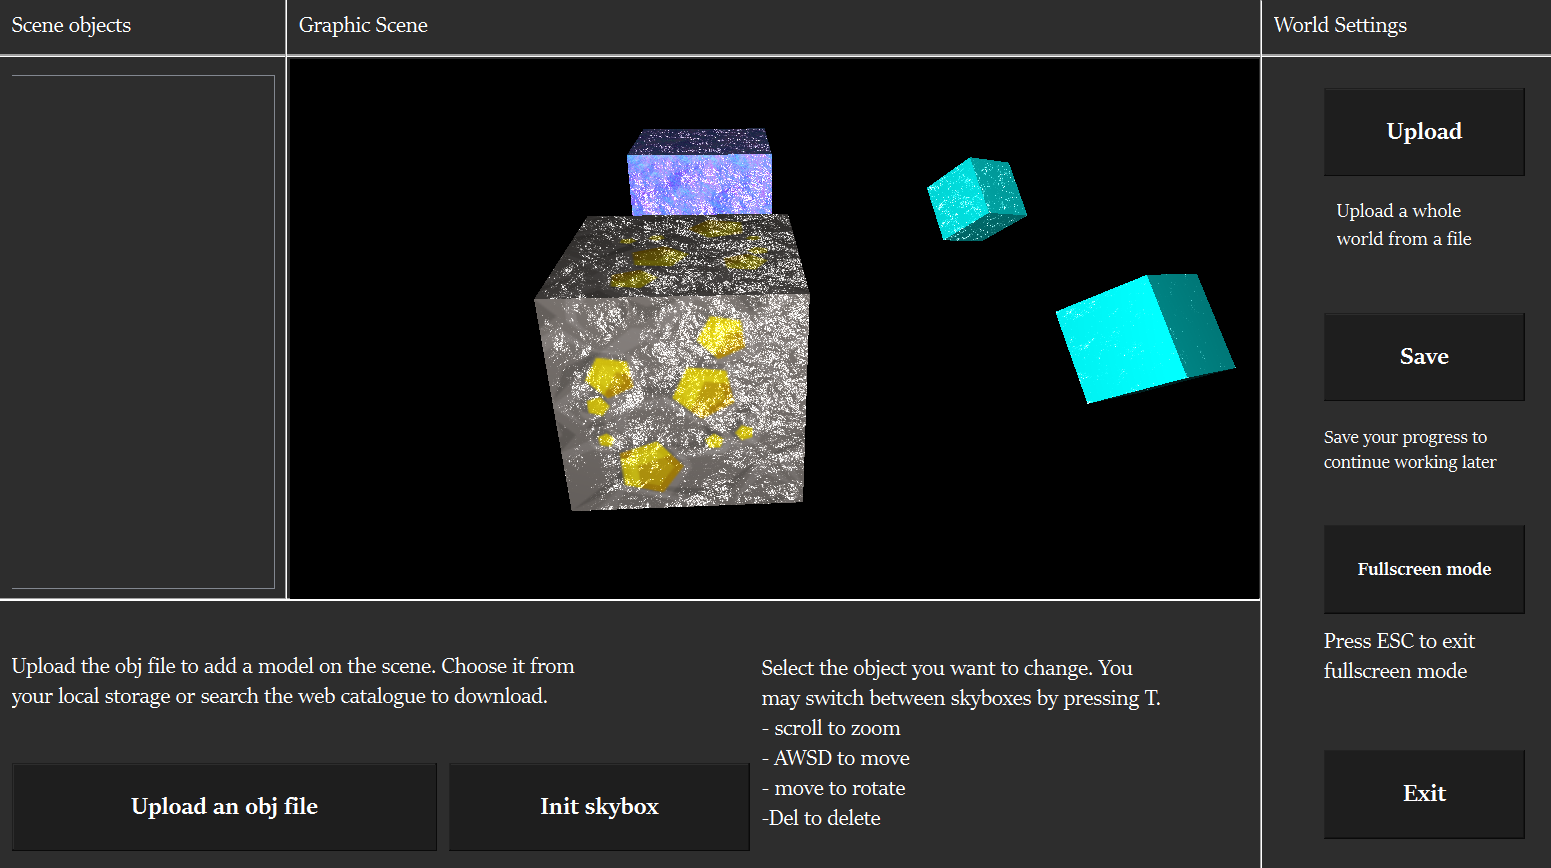 Scene objects
Graphic Scene
World Settings
Upload
Upload a whole
world from a file
Save
Save your progress to
continue working later
Fullscreen mode
Press ESC to exit
fullscreen mode
Exit
Upload the obj file to add a model on the scene. Choose it from
your local storage or search the web catalogue to download.
Upload an obj file
Init skybox
Select the object you want to change. You
may switch between skyboxes by pressing T.
- scroll to zoom
- AWSD to move
- move to rotate
-Del to delete